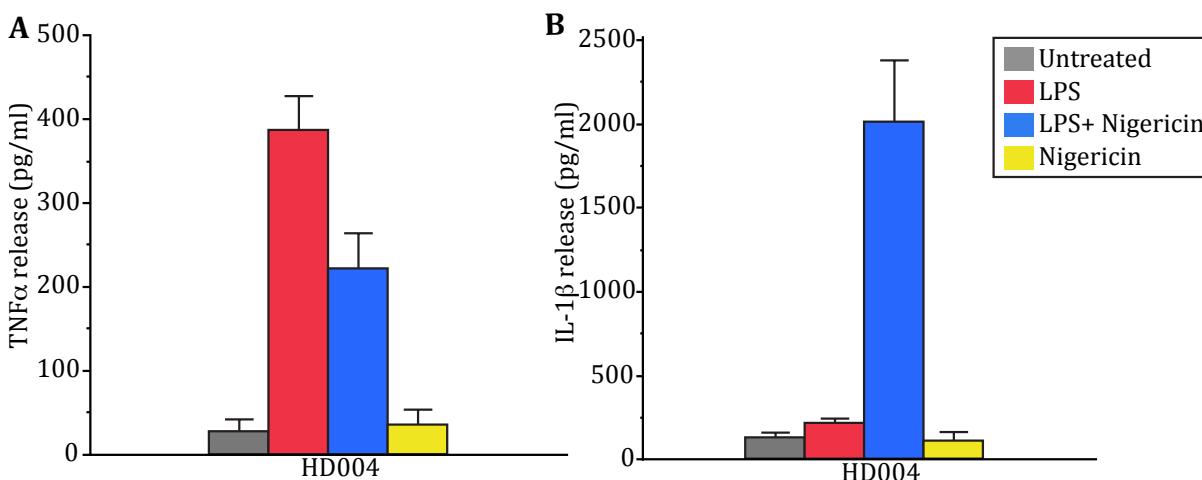 A
TNFα release (pg/ml)
500
400
300
200
100
0
HD004
B
IL-1β release (pg/ml)
2500
2000
1500
1000
500
0
HD004
Untreated
LPS
LPS+ Nigericin
Nigericin